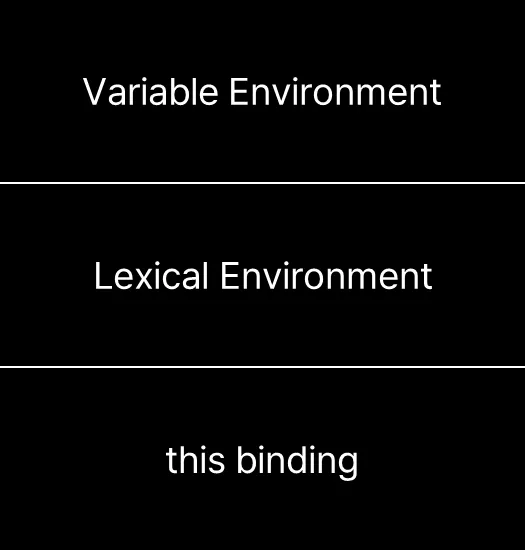 Variable Environment
Lexical Environment
this binding